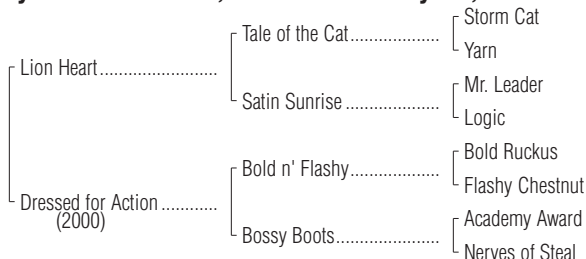 Storm Cat
Tale of the Cat...................
Yarn
Lion Heart.........................
Mr. Leader
Satin Sunrise ....................
Logic
Bold Ruckus
Bold n' Flashy...................
Flashy Chestnut
Dressed for Action ............
(2000)
Academy Award
Bossy Boots......................
Nerves of Steal